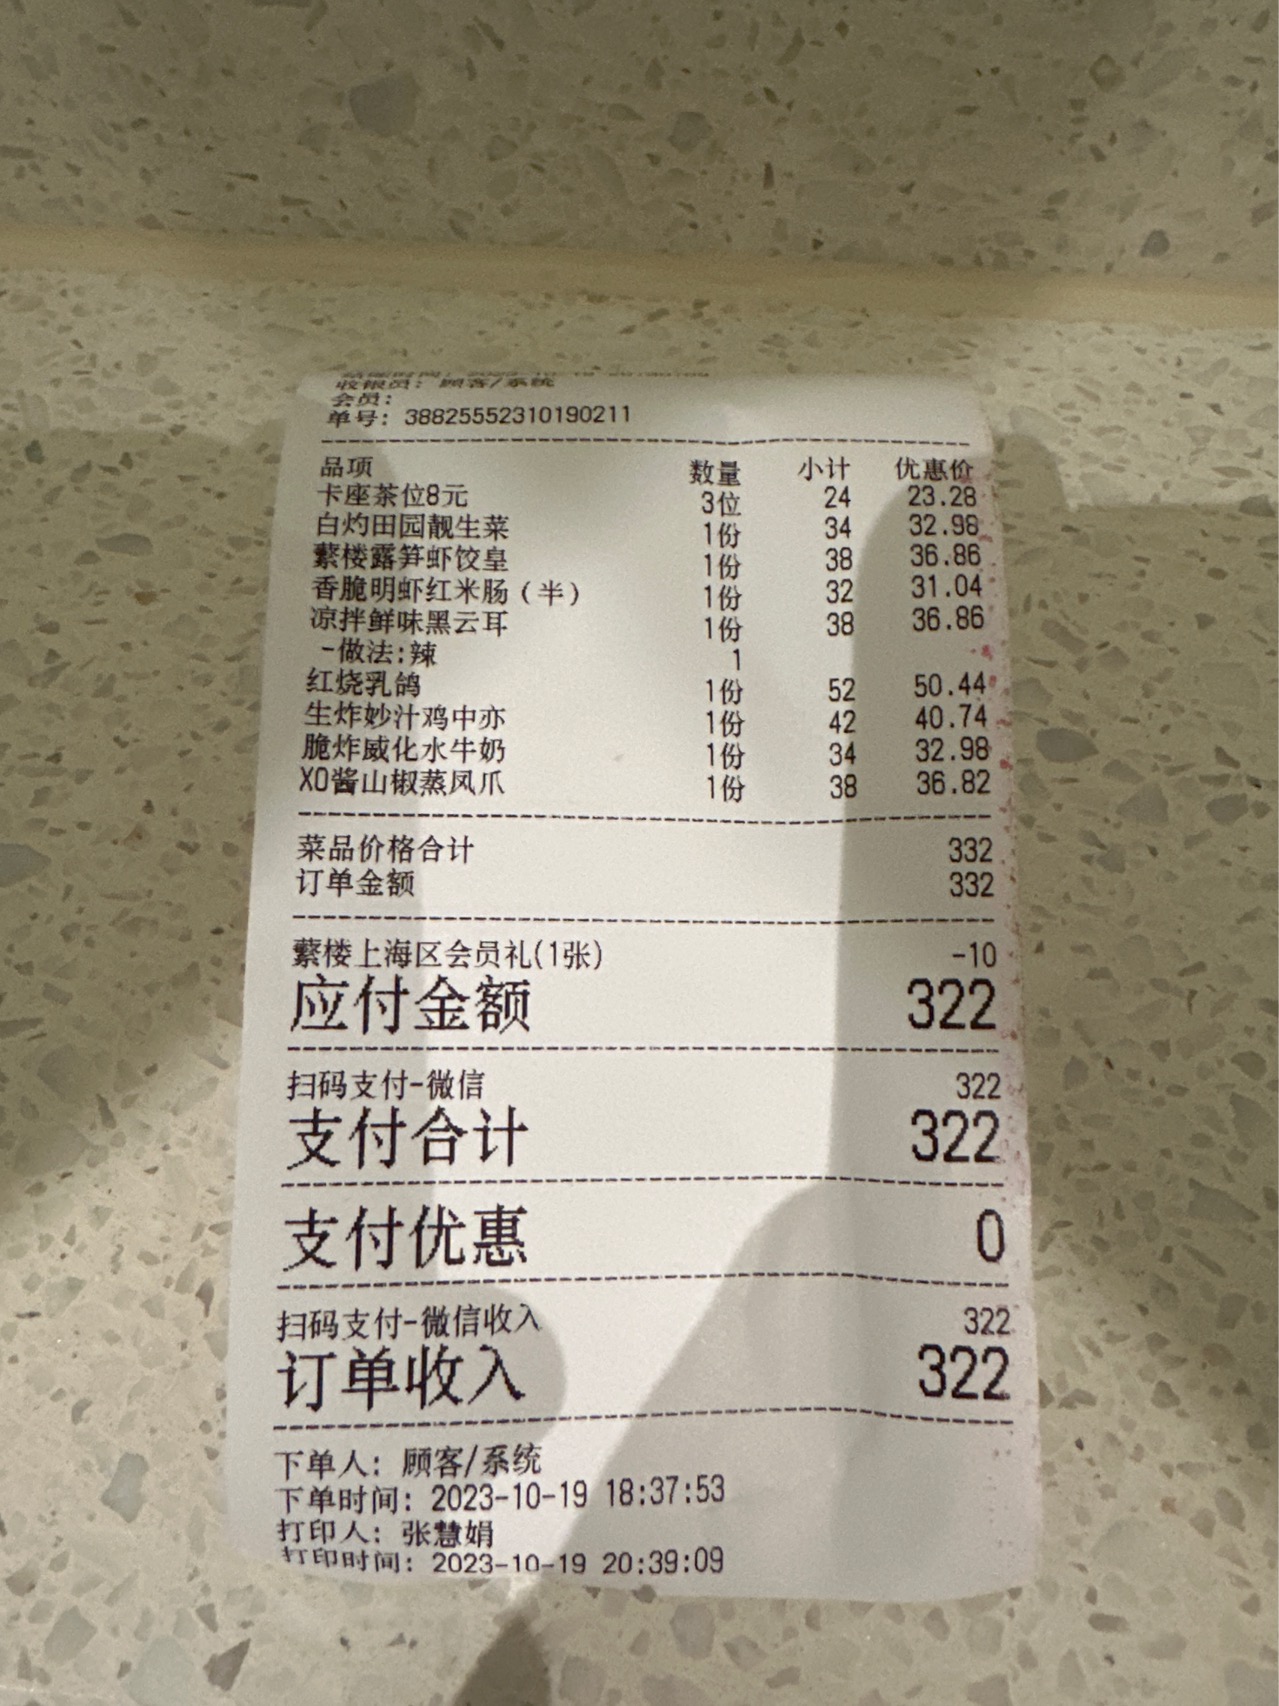 收银员: 顾客/系统
会员:
单号: 38825552310190211
品项 数量 小计 优惠价
卡座茶位8元 3位 24 23.28
白灼田园靓生菜 1份 34 32.98
蘩楼露笋虾饺皇 1份 38 36.86
香脆明虾红米肠(半) 1份 32 31.04
凉拌鲜味黑云耳 1份 38 36.86
-做法:辣 1
红烧乳鸽 1份 52 50.44
生炸妙汁鸡中亦 1份 42 40.74
脆炸威化水牛奶 1份 34 32.98
XO酱山椒蒸凤爪 1份 38 36.82
菜品价格合计 332
订单金额 332
蘩楼上海区会员礼(1张) -10
应付金额 322
扫码支付-微信 322
支付合计 322
支付优惠 0
扫码支付-微信收入 322
订单收入 322
下单人: 顾客/系统
下单时间: 2023-10-19 18:37:53
打印人: 张慧娟
打印时间: 2023-10-19 20:39:09